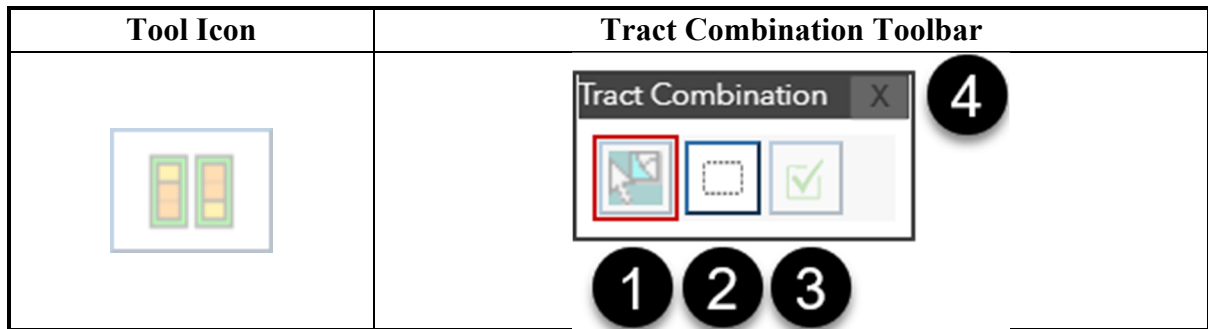 Tool Icon
Tract Combination Toolbar
Tract Combination X
4
1 2 3